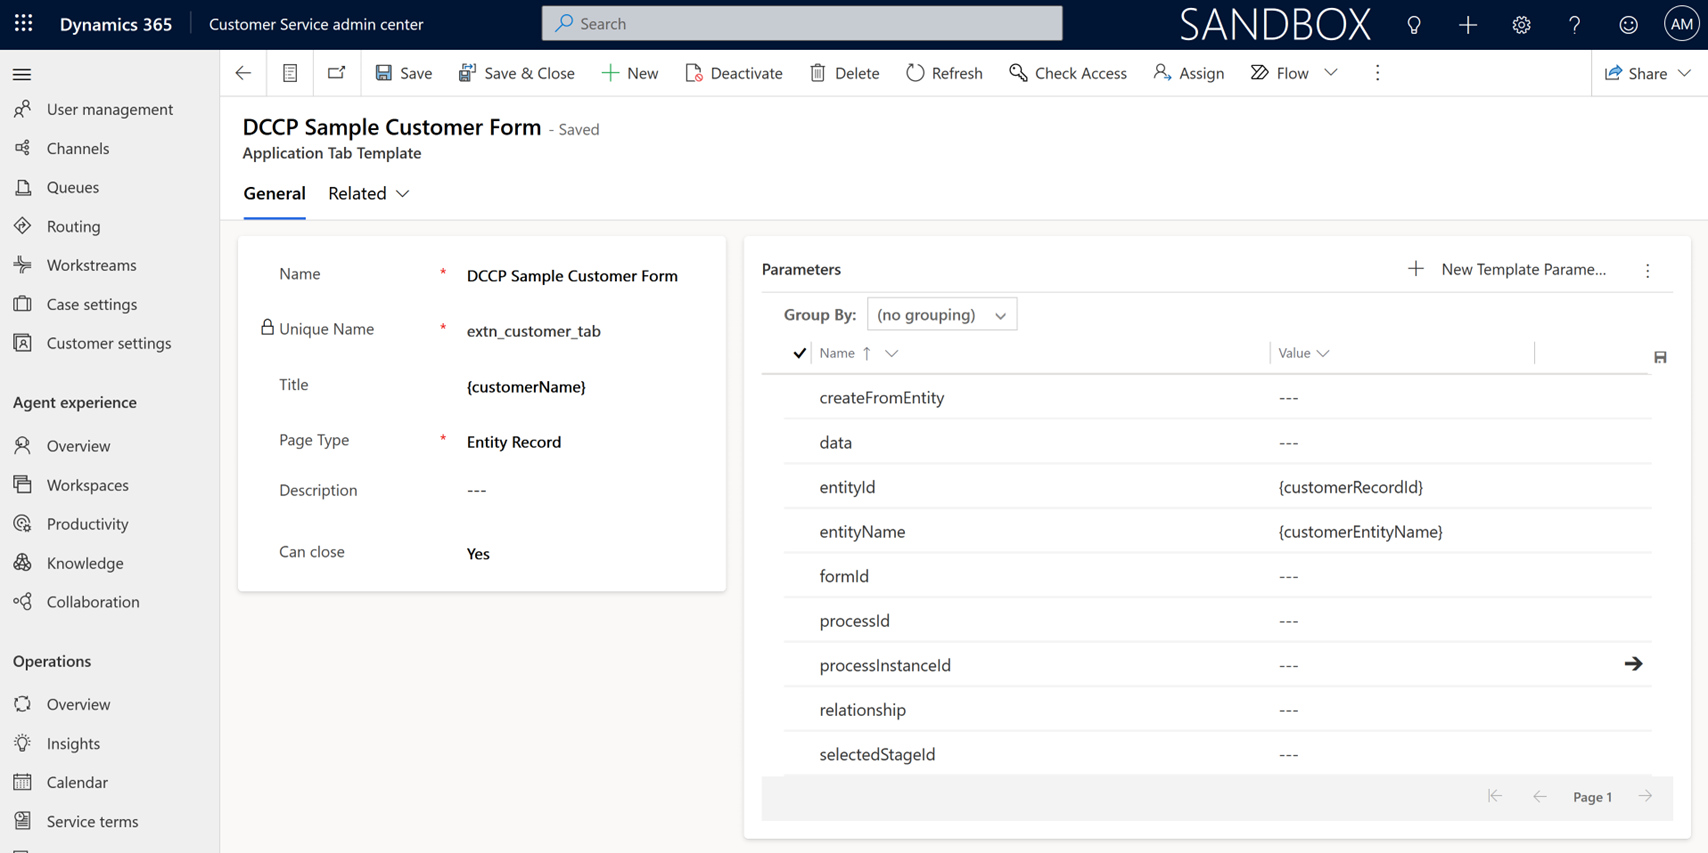 Dynamics 365 Customer Service admin center Search SANDBOX AM
Save Save & Close New Deactivate Delete Refresh Check Access Assign Flow Share
User management
Channels
Queues
Routing
Workstreams
Case settings
Customer settings
Agent experience
Overview
Workspaces
Productivity
Knowledge
Collaboration
Operations
Overview
Insights
Calendar
Service terms
DCCP Sample Customer Form - Saved
Application Tab Template
General Related
Name * DCCP Sample Customer Form
Unique Name * extn_customer_tab
Title {customerName}
Page Type * Entity Record
Description ---
Can close Yes
Parameters + New Template Parame...
Group By: (no grouping)
Name ↑ Value
createFromEntity ---
data ---
entityId {customerRecordId}
entityName {customerEntityName}
formId ---
processId ---
processInstanceId ---
relationship ---
selectedStageId ---
Page 1